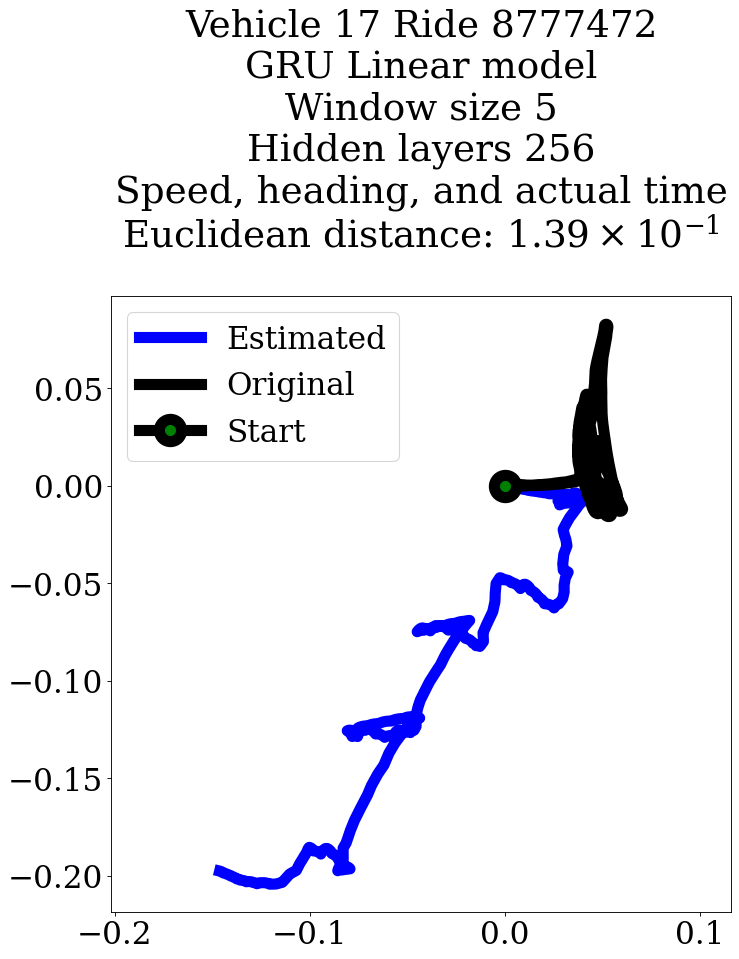 Vehicle 17 Ride 8777472
GRU Linear model
Window size 5
Hidden layers 256
Speed, heading, and actual time
Euclidean distance: 1.39 × 10⁻¹
Estimated
Original
Start
0.05
0.00
−0.05
−0.10
−0.15
−0.20
−0.2 −0.1 0.0 0.1